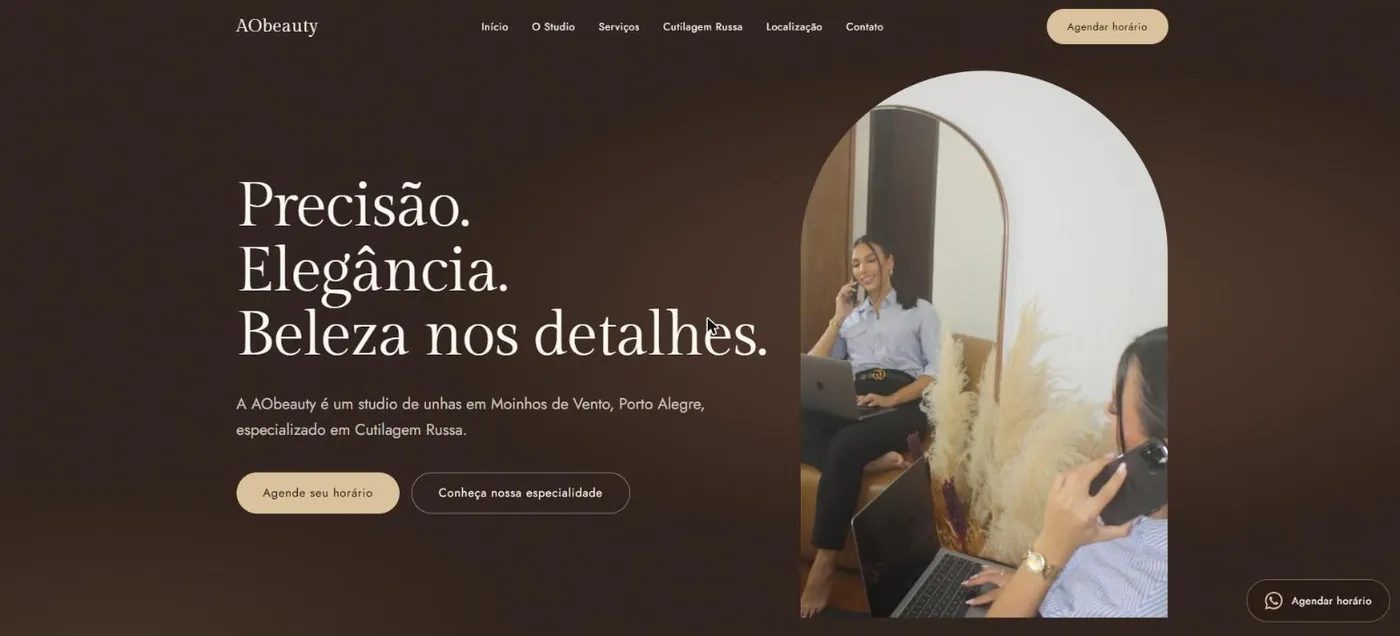 AObeauty
Início
O Studio
Serviços
Cutilagem Russa
Localização
Contato
Agendar horário
Precisão.
Elegância.
Beleza nos detalhes.
A AObeauty é um studio de unhas em Moinhos de Vento, Porto Alegre,
especializado em Cutilagem Russa.
Agende seu horário
Conheça nossa especialidade
Agendar horário